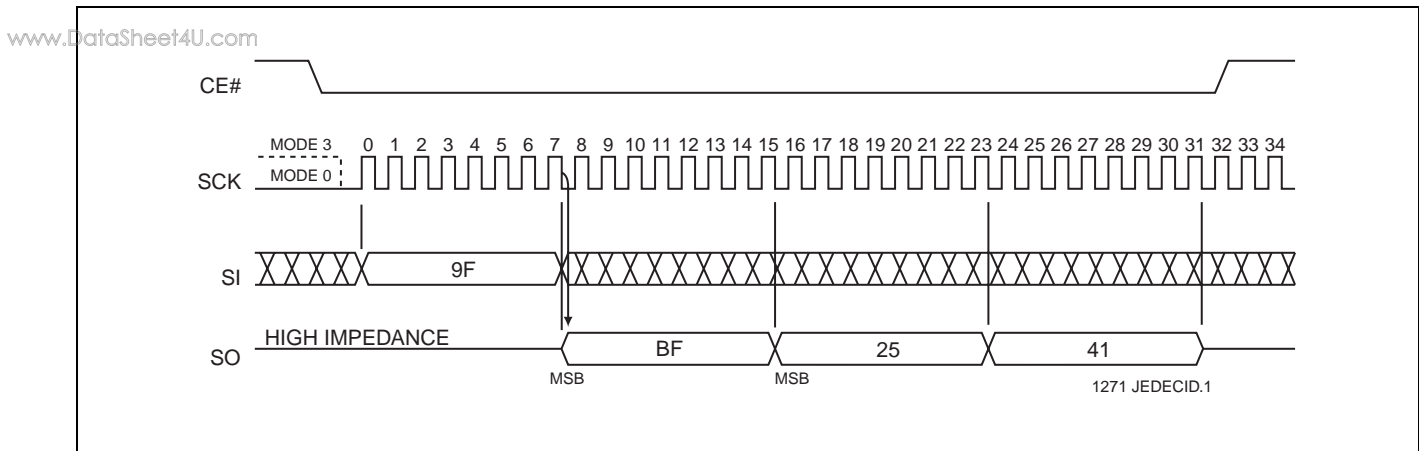 www.DataSheet4U.com
CE#
MODE 3
0 1 2 3 4 5 6 7 8 9 10 11 12 13 14 15 16 17 18 19 20 21 22 23 24 25 26 27 28 29 30 31 32 33 34
SCK
MODE 0
SI
9F
SO
HIGH IMPEDANCE
BF
25
41
MSB
MSB
1271 JEDECID.1